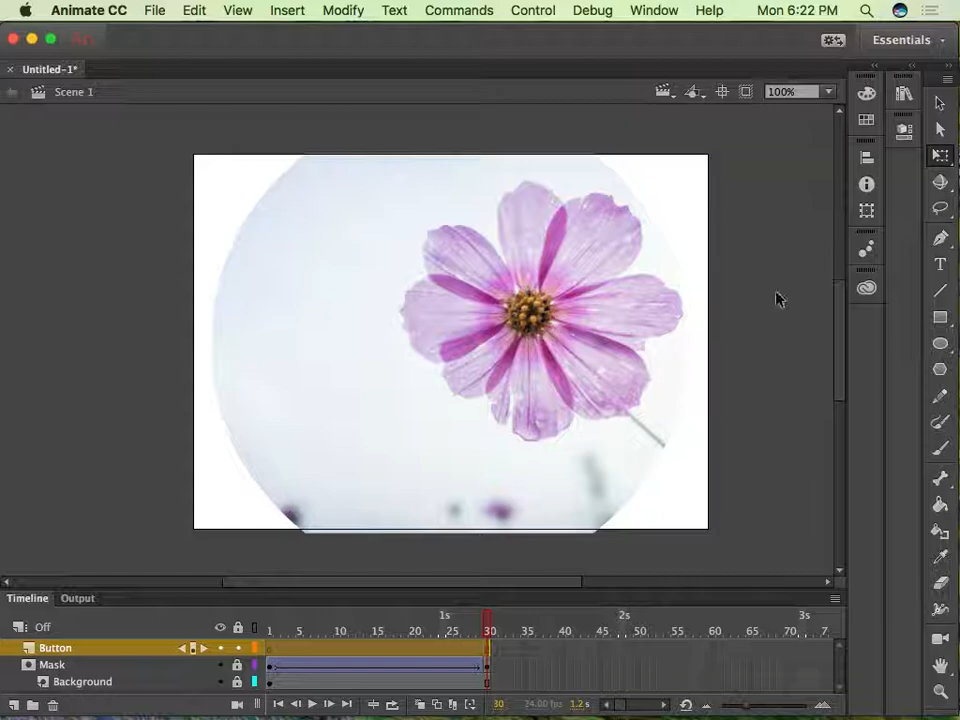 Animate CC File Edit View Insert Modify Text Commands Control Debug Window Help Mon 6:22 PM
Essentials
Untitled-1*
Scene 1
100%
Timeline Output
1s 2s 3s
Off
1 5 10 15 20 25 30 35 40 45 50 55 60 65 70 7
Button
Mask
Background
30 24.00 fps 1.2 s